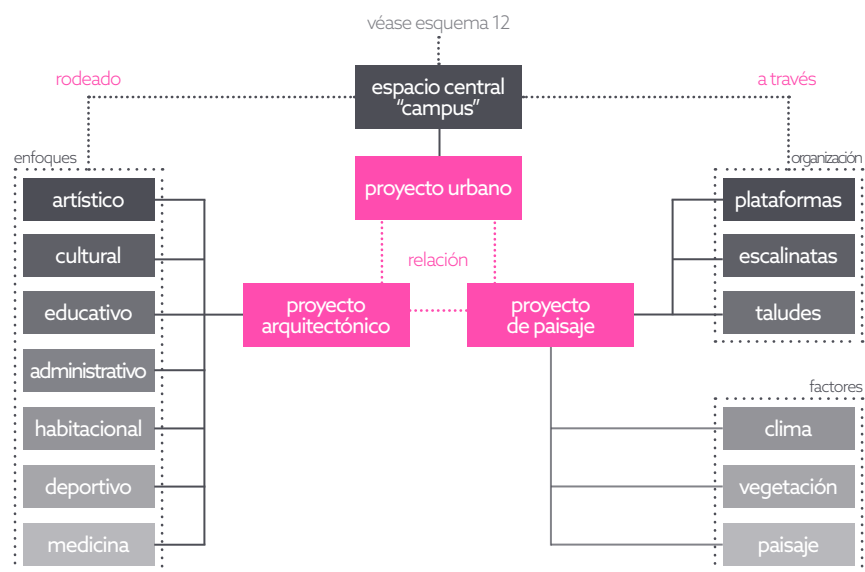 véase esquema 12
rodeado
a través
espacio central
"campus"
enfoques
organización
artístico
proyecto urbano
plataformas
cultural
relación
escalinatas
educativo
proyecto
arquitectónico
proyecto
de paisaje
taludes
administrativo
factores
habitacional
clima
deportivo
vegetación
medicina
paisaje